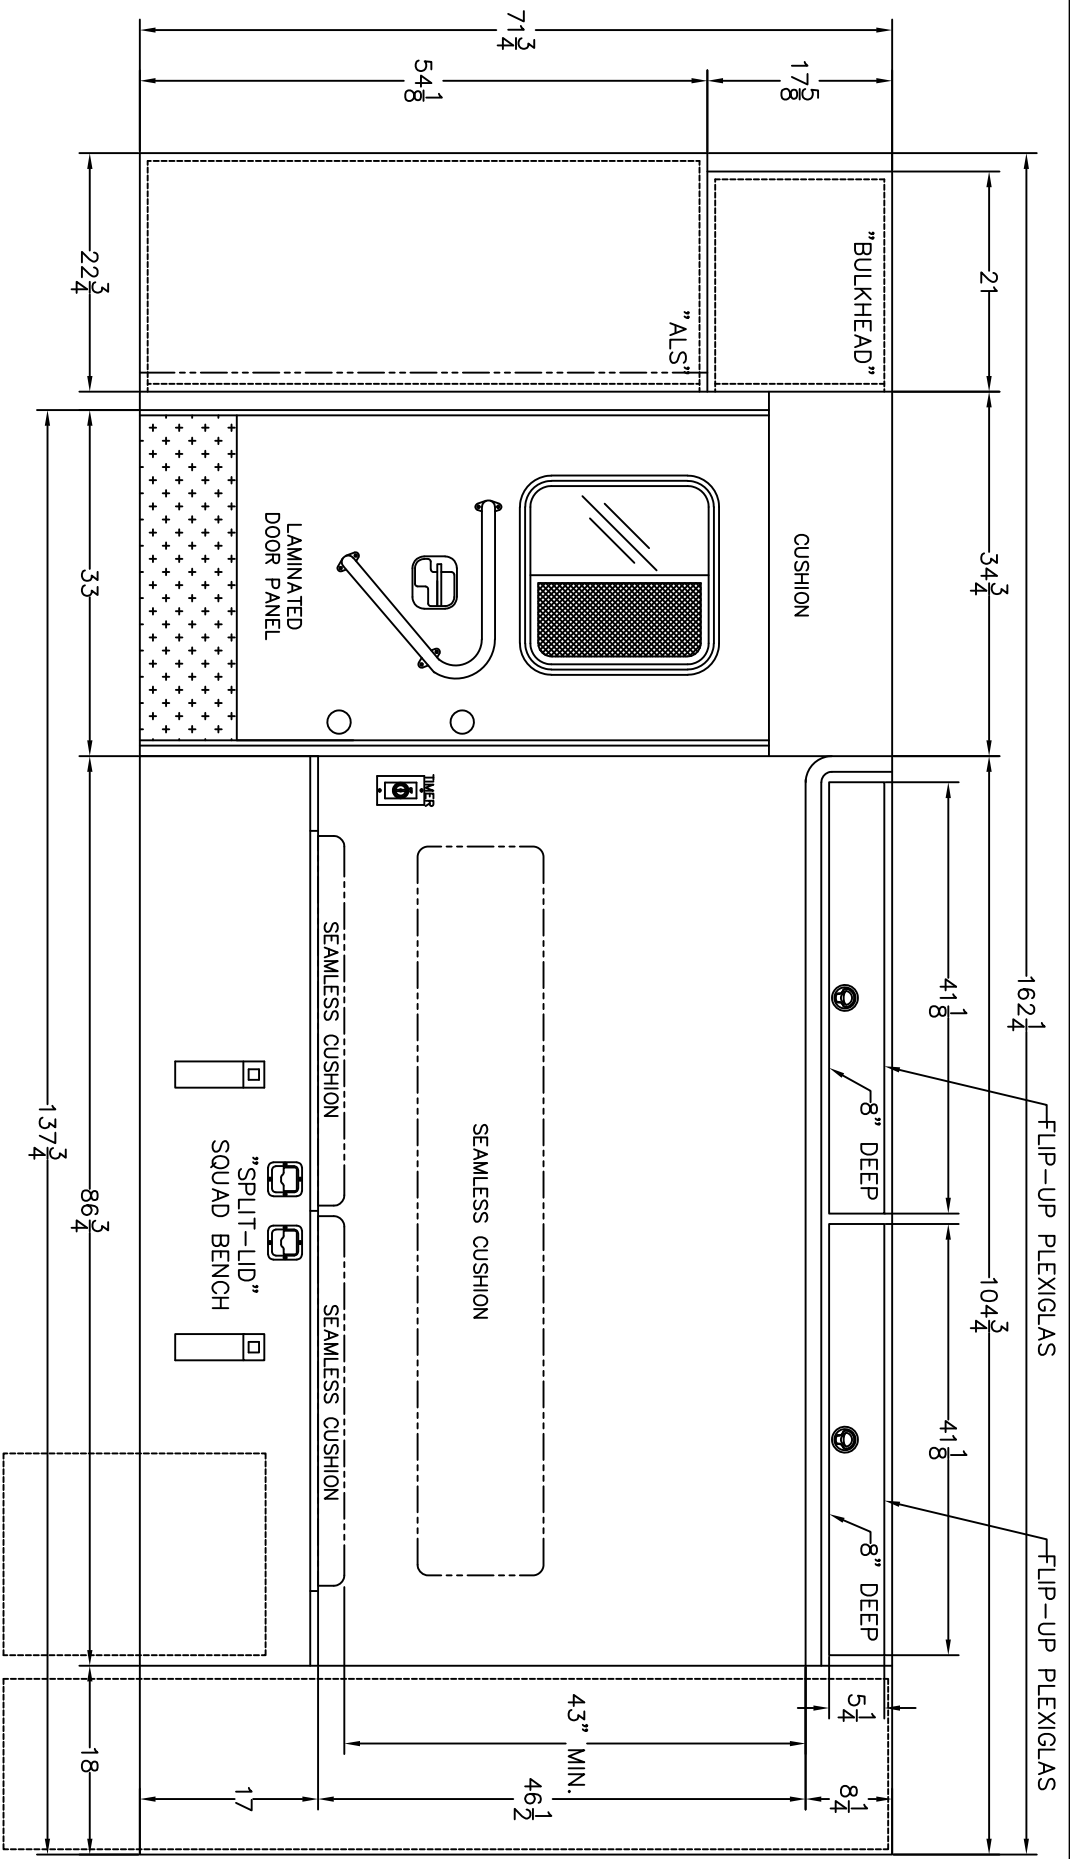 FLIP-UP PLEXIGLAS
FLIP-UP PLEXIGLAS
162 1/4
21
34 3/4
104 3/4
41 1/8
41 1/8
"BULKHEAD"
8" DEEP
8" DEEP
5 1/4
8 1/4
17 5/8
71 3/4
54 1/8
CUSHION
"ALS"
43" MIN.
46 1/2
SEAMLESS CUSHION
TIMER
LAMINATED
DOOR PANEL
SEAMLESS CUSHION
SEAMLESS CUSHION
"SPLIT-LID"
SQUAD BENCH
17
22 3/4
33
86 3/4
18
137 3/4